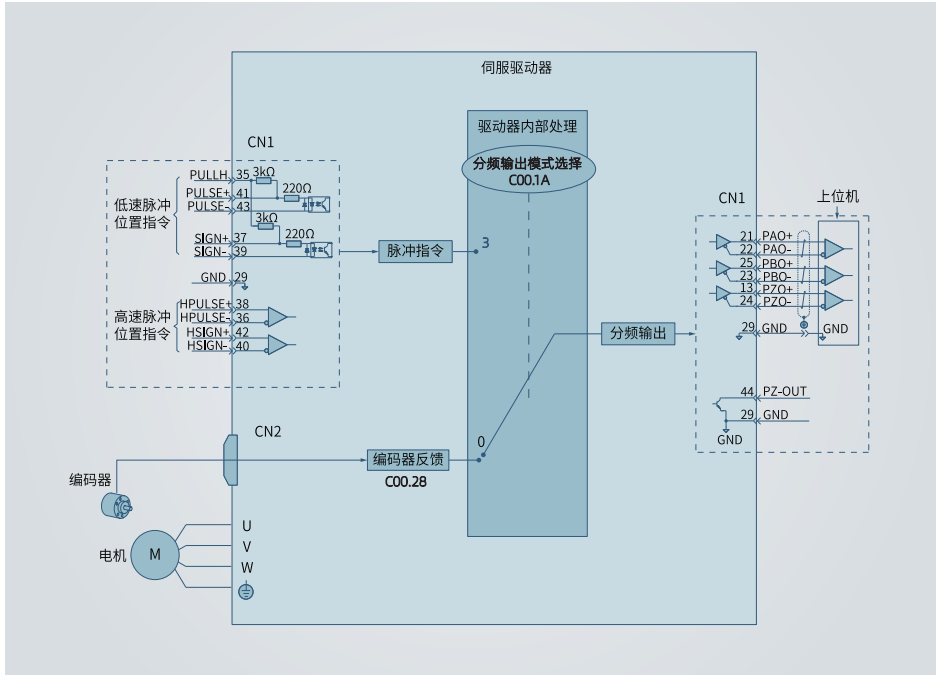 伺服驱动器
驱动器内部处理
分频输出模式选择
C00.1A
CN1
PULLH 35 3kΩ
PULSE+ 41 220Ω
PULSE- 43
3kΩ
SIGN+ 37 220Ω
SIGN- 39
低速脉冲
位置指令
GND 29
HPULSE+ 38
HPULSE- 36
HSIGN+ 42
HSIGN- 40
高速脉冲
位置指令
脉冲指令
3
CN1
上位机
21 PAO+
22 PAO-
25 PBO+
23 PBO-
13 PZO+
24 PZO-
29 GND
GND
分频输出
44 PZ-OUT
29 GND
GND
CN2
0
编码器反馈
C00.28
编码器
电机
M
U
V
W